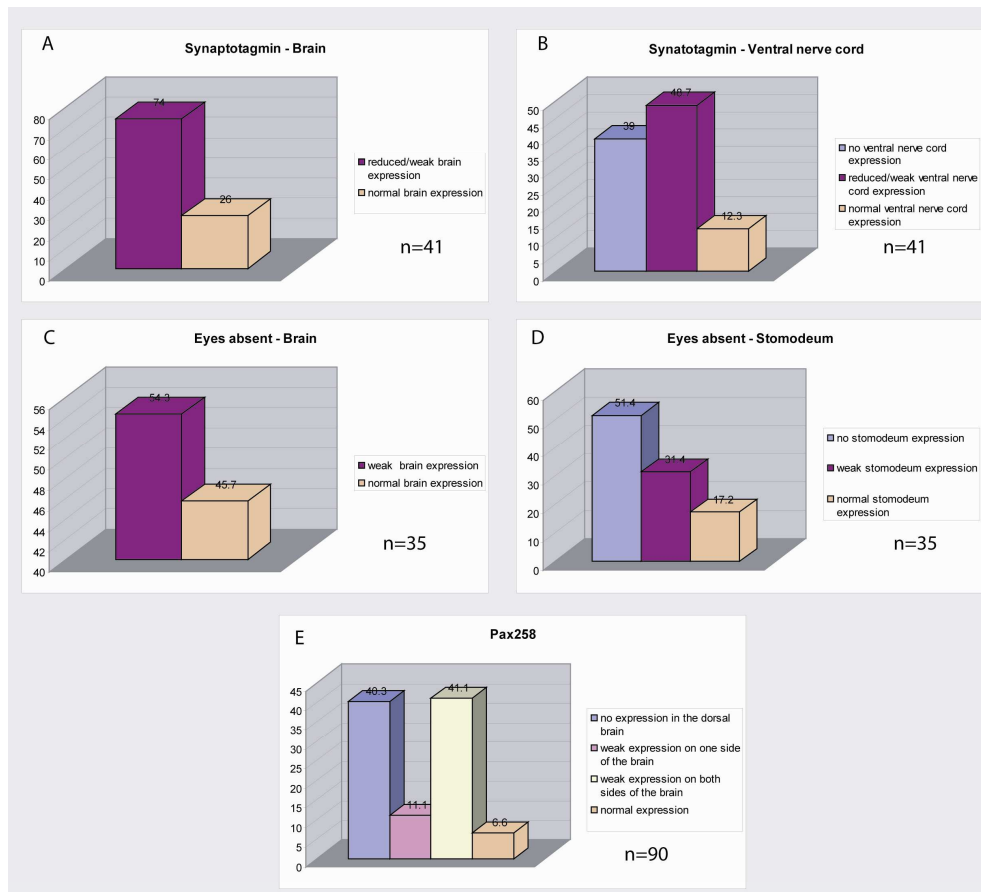 A
Synaptotagmin - Brain
74
26
80
70
60
50
40
30
20
10
0
reduced/weak brain
expression
normal brain expression
n=41
B
Synatotagmin - Ventral nerve cord
39
48.7
12.3
50
45
40
35
30
25
20
15
10
5
0
no ventral nerve cord
expression
reduced/weak ventral nerve
cord expression
normal ventral nerve cord
expression
n=41
C
Eyes absent - Brain
54.3
45.7
56
54
52
50
48
46
44
42
40
weak brain expression
normal brain expression
n=35
D
Eyes absent - Stomodeum
51.4
31.4
17.2
60
50
40
30
20
10
0
no stomodeum expression
weak stomodeum expression
normal stomodeum
expression
n=35
E
Pax258
40.3
11.1
41.1
6.6
45
40
35
30
25
20
15
10
5
0
no expression in the dorsal
brain
weak expression on one side
of the brain
weak expression on both
sides of the brain
normal expression
n=90